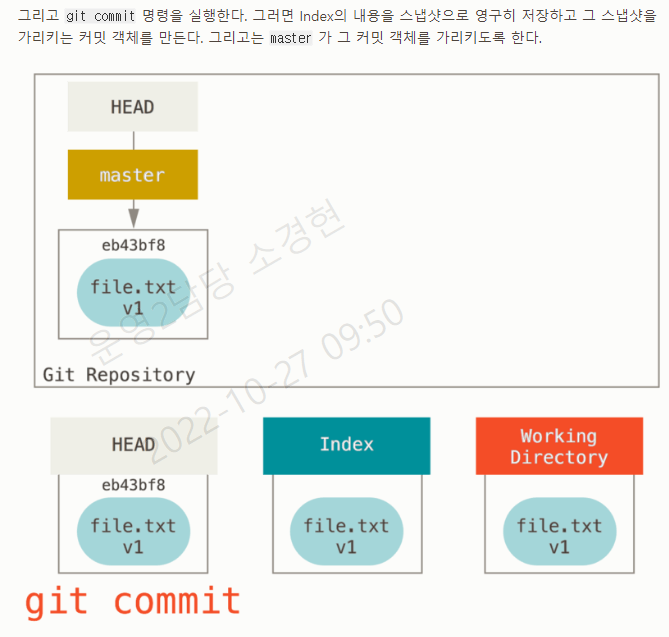 그리고 git commit 명령을 실행한다. 그러면 Index의 내용을 스냅샷으로 영구히 저장하고 그 스냅샷을
가리키는 커밋 객체를 만든다. 그리고는 master 가 그 커밋 객체를 가리키도록 한다.
HEAD
master
eb43bf8
file.txt
v1
Git Repository
운영2담당 소경현
2022-10-27 09:50
HEAD
Index
Working
Directory
eb43bf8
file.txt
v1
file.txt
v1
file.txt
v1
git commit